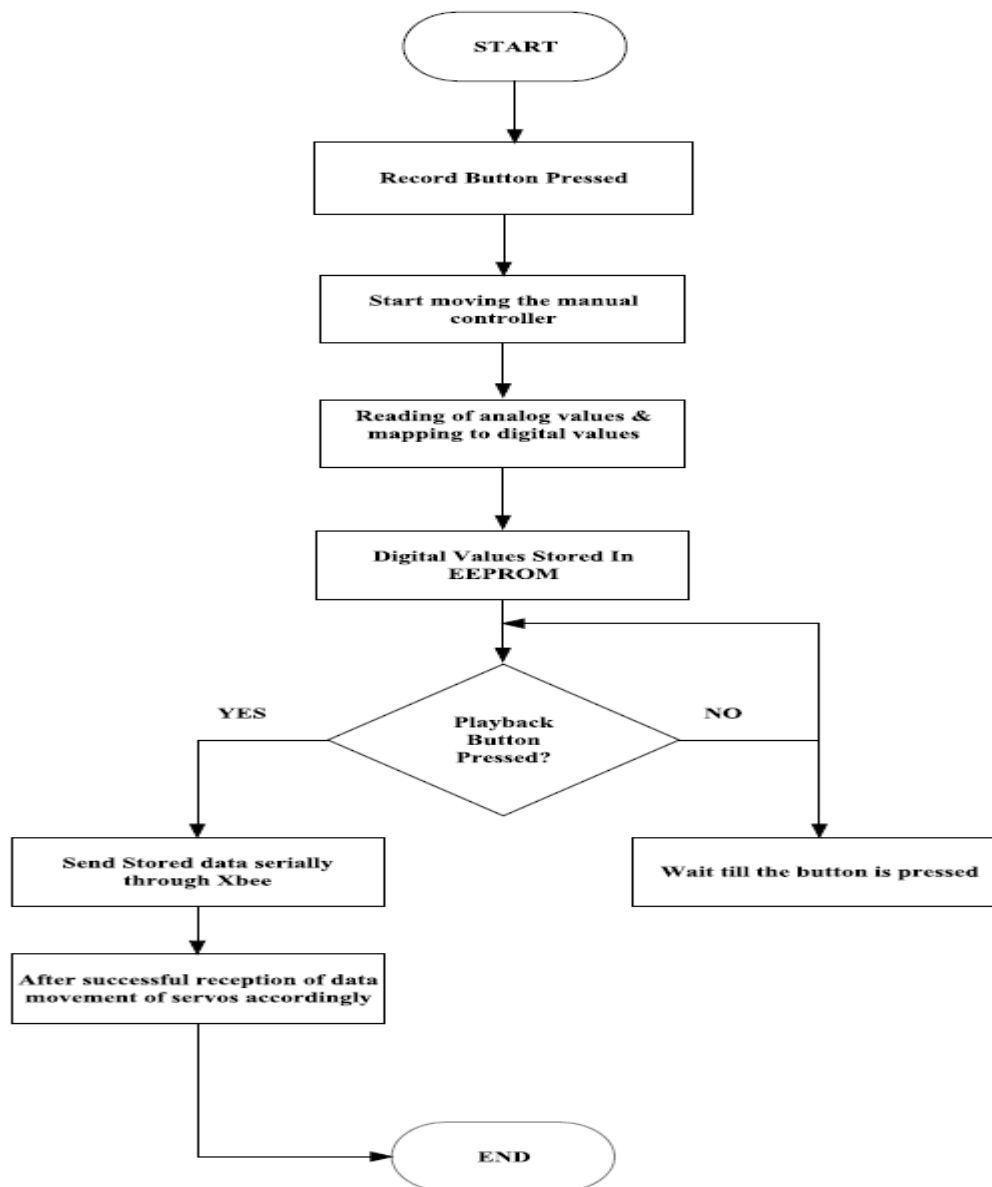 START
Record Button Pressed
Start moving the manual
controller
Reading of analog values &
mapping to digital values
Digital Values Stored In
EEPROM
YES
NO
Playback
Button
Pressed?
Send Stored data serially
through Xbee
Wait till the button is pressed
After successful reception of data
movement of servos accordingly
END